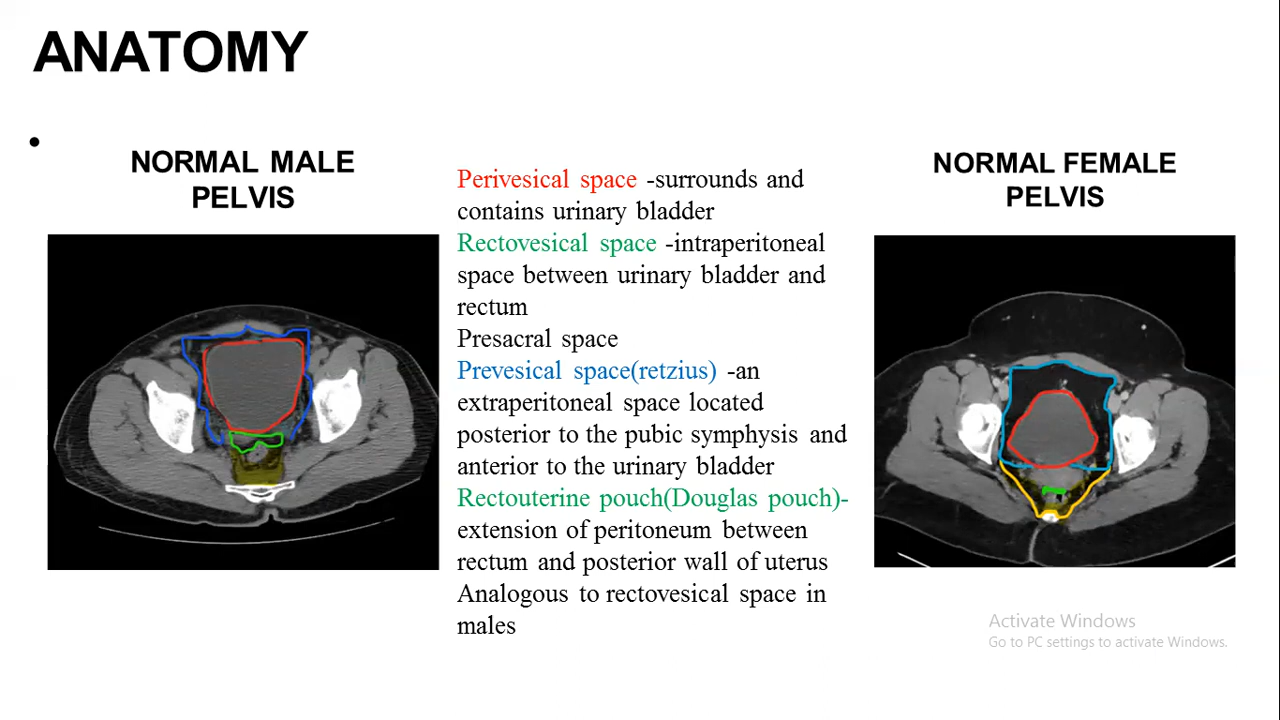 ANATOMY
•
NORMAL MALE
PELVIS
Perivesical space -surrounds and
contains urinary bladder
Rectovesical space -intraperitoneal
space between urinary bladder and
rectum
Presacral space
Prevesical space(retzius) -an
extraperitoneal space located
posterior to the pubic symphysis and
anterior to the urinary bladder
Rectouterine pouch(Douglas pouch)-
extension of peritoneum between
rectum and posterior wall of uterus
Analogous to rectovesical space in
males
NORMAL FEMALE
PELVIS
Activate Windows
Go to PC settings to activate Windows.